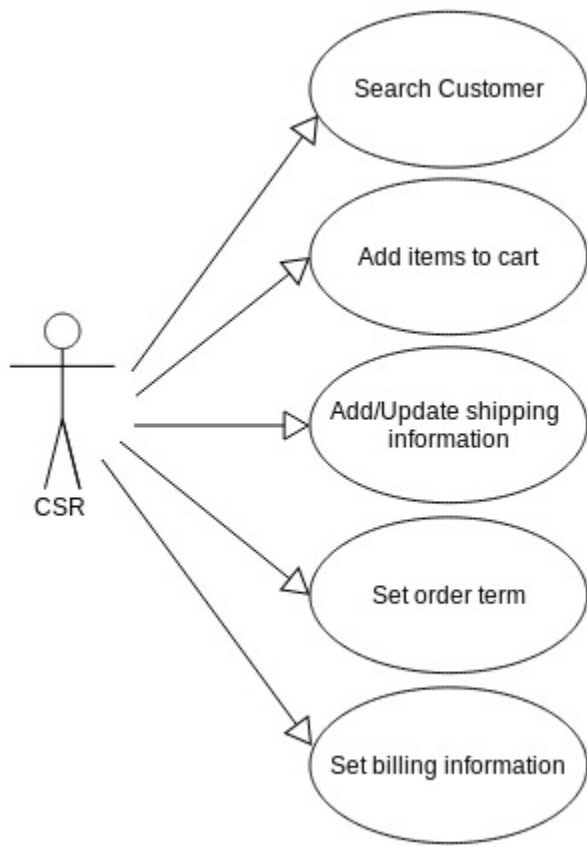 Search Customer
Add items to cart
Add/Update shipping
information
CSR
Set order term
Set billing information